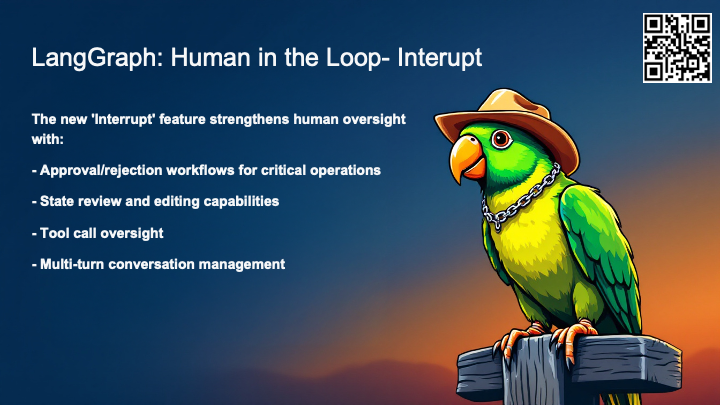 LangGraph: Human in the Loop- Interupt
The new 'Interrupt' feature strengthens human oversight
with:
- Approval/rejection workflows for critical operations
- State review and editing capabilities
- Tool call oversight
- Multi-turn conversation management